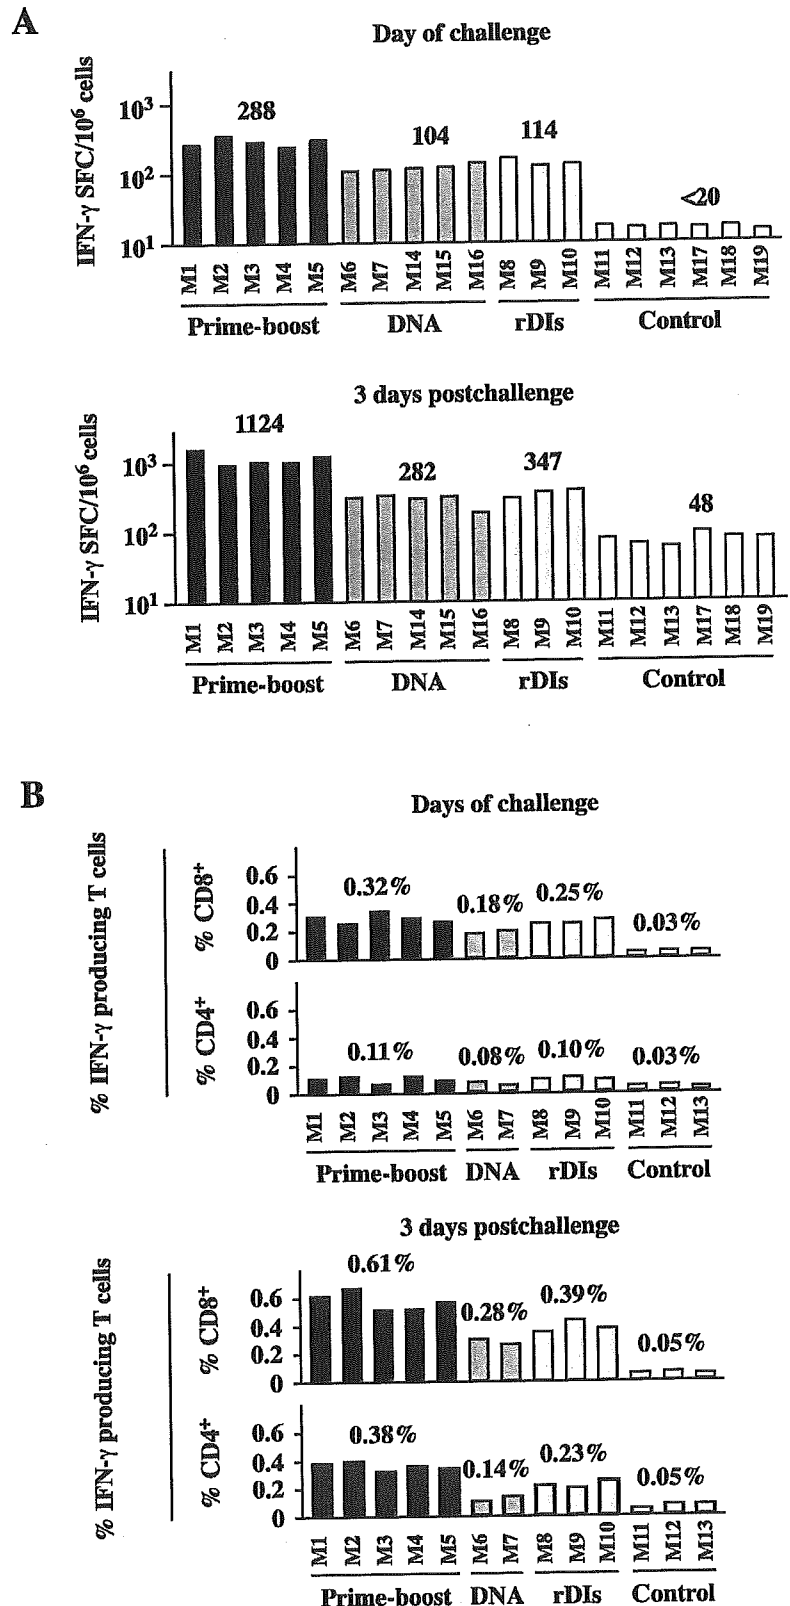 A
Day of challenge
IFN-γ SFC/10⁶ cells
10³
10²
10¹
288
104
114
<20
M1 M2 M3 M4 M5 M6 M7 M14 M15 M16 M8 M9 M10 M11 M12 M13 M17 M18 M19
Prime-boost DNA rDIs Control
3 days postchallenge
IFN-γ SFC/10⁶ cells
10³
10²
10¹
1124
282
347
48
M1 M2 M3 M4 M5 M6 M7 M14 M15 M16 M8 M9 M10 M11 M12 M13 M17 M18 M19
Prime-boost DNA rDIs Control
B
Days of challenge
% IFN-γ producing T cells
% CD8⁺
0.6
0.4
0.2
0
0.32% 0.18% 0.25% 0.03%
% CD4⁺
0.6
0.4
0.2
0
0.11% 0.08% 0.10% 0.03%
M1 M2 M3 M4 M5 M6 M7 M8 M9 M10 M11 M12 M13
Prime-boost DNA rDIs Control
3 days postchallenge
% IFN-γ producing T cells
% CD8⁺
0.6
0.4
0.2
0
0.61% 0.28% 0.39% 0.05%
% CD4⁺
0.6
0.4
0.2
0
0.38% 0.14% 0.23% 0.05%
M1 M2 M3 M4 M5 M6 M7 M8 M9 M10 M11 M12 M13
Prime-boost DNA rDIs Control